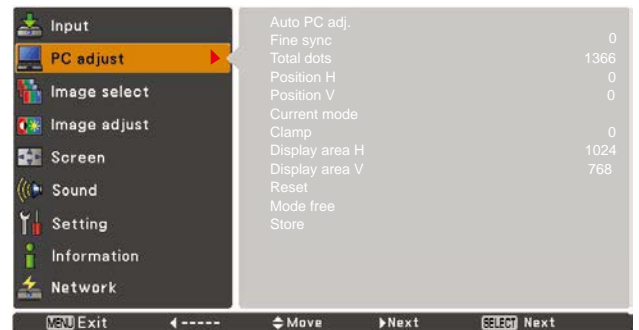 Input
PC adjust
Image select
Image adjust
Screen
Sound
Setting
Information
Network
Auto PC adj.
Fine sync 0
Total dots 1366
Position H 0
Position V 0
Current mode
Clamp 0
Display area H 1024
Display area V 768
Reset
Mode free
Store
MENU Exit ◀----- Move ▶Next SELECT Next